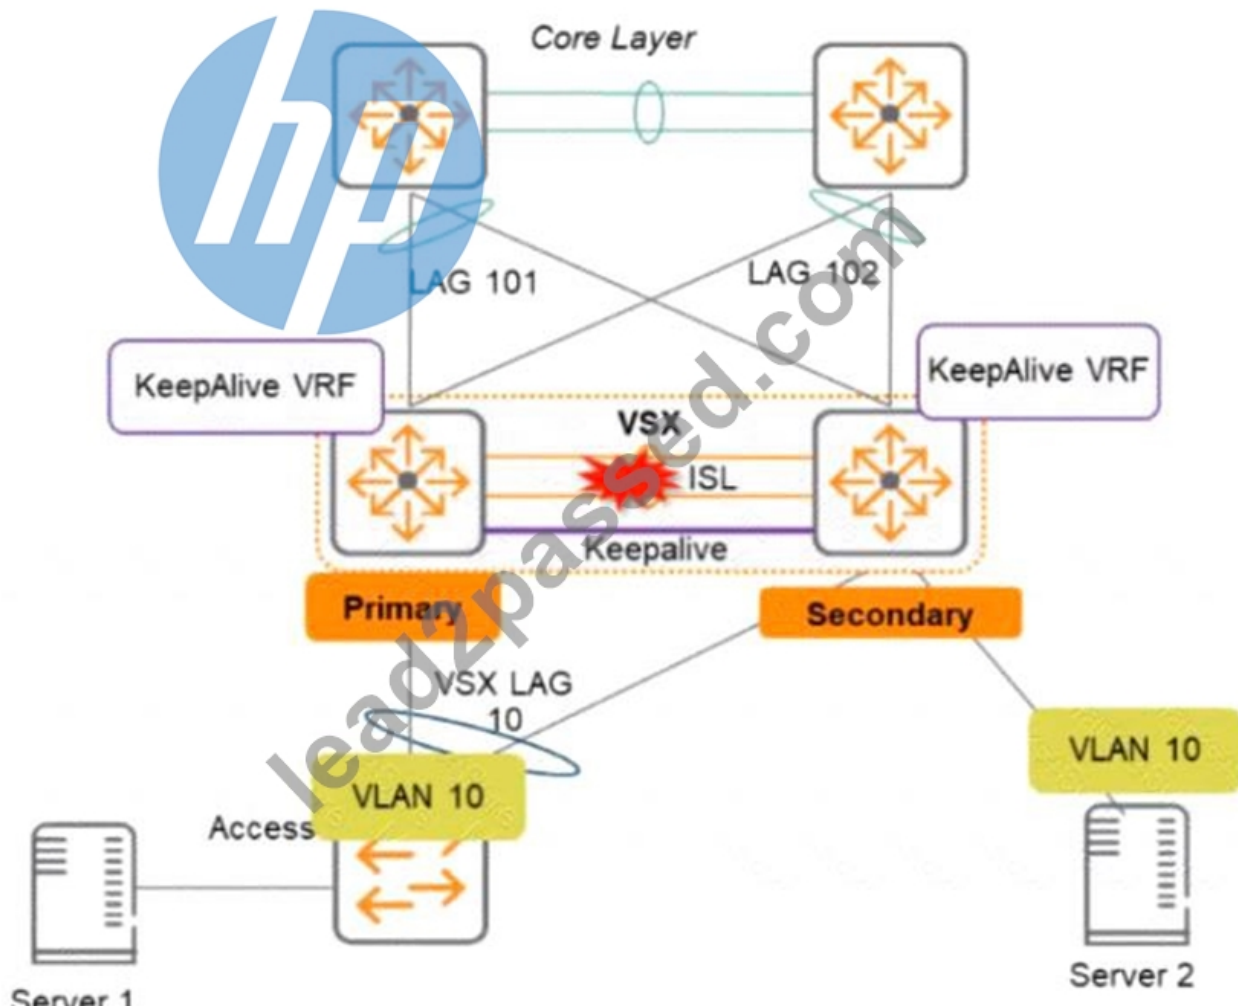 Core Layer
hp
LAG 101
LAG 102
KeepAlive VRF
KeepAlive VRF
VSX
ISL
Keepalive
Primary
Secondary
VSX LAG
10
VLAN 10
VLAN 10
Access
Server 1
Server 2
lead2passed.com